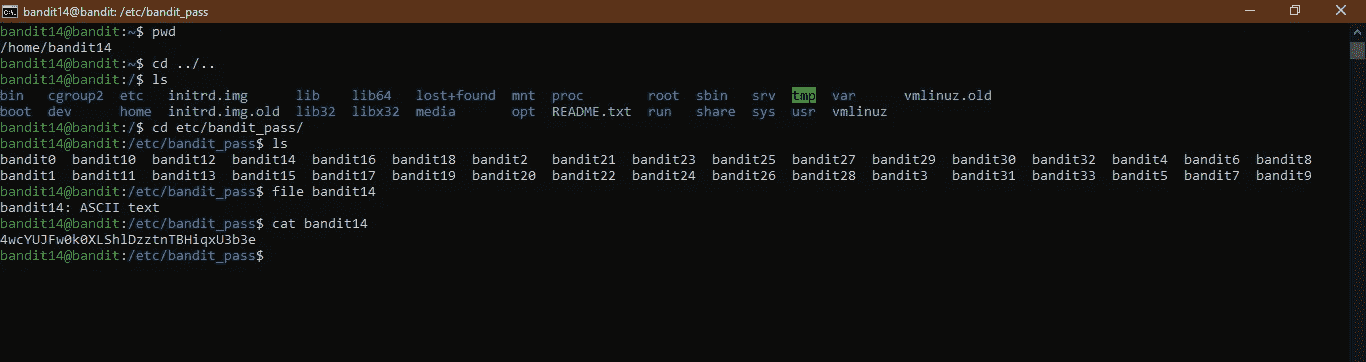 bandit14@bandit: /etc/bandit_pass
bandit14@bandit:~$ pwd
/home/bandit14
bandit14@bandit:~$ cd ../..
bandit14@bandit:/$ ls
bin cgroup2 etc initrd.img lib lib64 lost+found mnt proc root sbin srv tmp var vmlinuz.old
boot dev home initrd.img.old lib32 libx32 media opt README.txt run share sys usr vmlinuz
bandit14@bandit:/$ cd etc/bandit_pass/
bandit14@bandit:/etc/bandit_pass$ ls
bandit0 bandit10 bandit12 bandit14 bandit16 bandit18 bandit2 bandit21 bandit23 bandit25 bandit27 bandit29 bandit30 bandit32 bandit4 bandit6 bandit8
bandit1 bandit11 bandit13 bandit15 bandit17 bandit19 bandit20 bandit22 bandit24 bandit26 bandit28 bandit3 bandit31 bandit33 bandit5 bandit7 bandit9
bandit14@bandit:/etc/bandit_pass$ file bandit14
bandit14: ASCII text
bandit14@bandit:/etc/bandit_pass$ cat bandit14
4wcYUJFw0k0XLShlDzztnTBHiqxU3b3e
bandit14@bandit:/etc/bandit_pass$